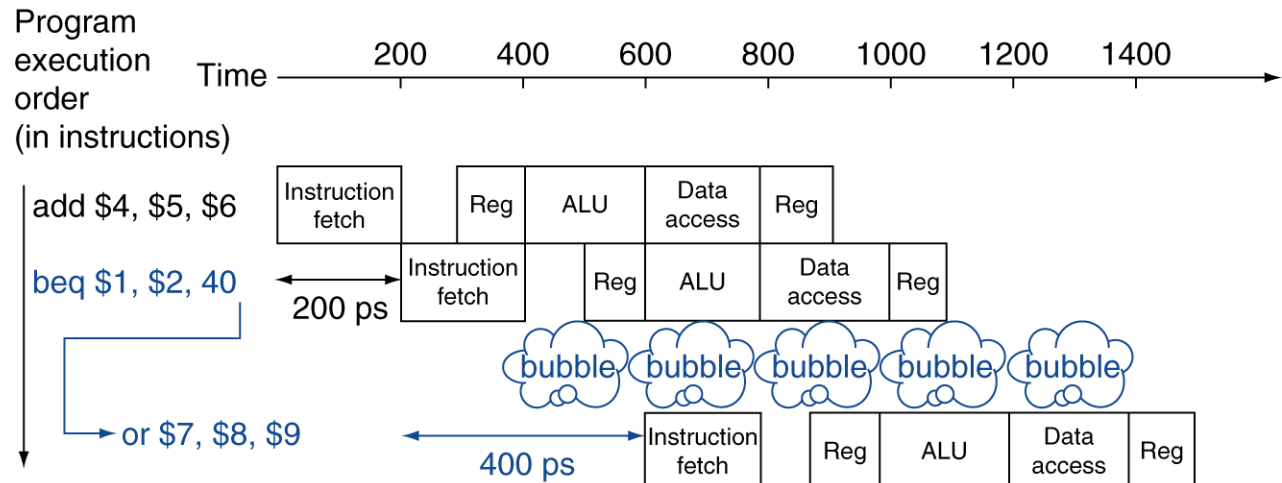 Program
execution
order
(in instructions)
Time
200 400 600 800 1000 1200 1400
add $4, $5, $6
Instruction
fetch
Reg
ALU
Data
access
Reg
beq $1, $2, 40
200 ps
Instruction
fetch
Reg
ALU
Data
access
Reg
bubble bubble bubble bubble bubble
or $7, $8, $9
400 ps
Instruction
fetch
Reg
ALU
Data
access
Reg